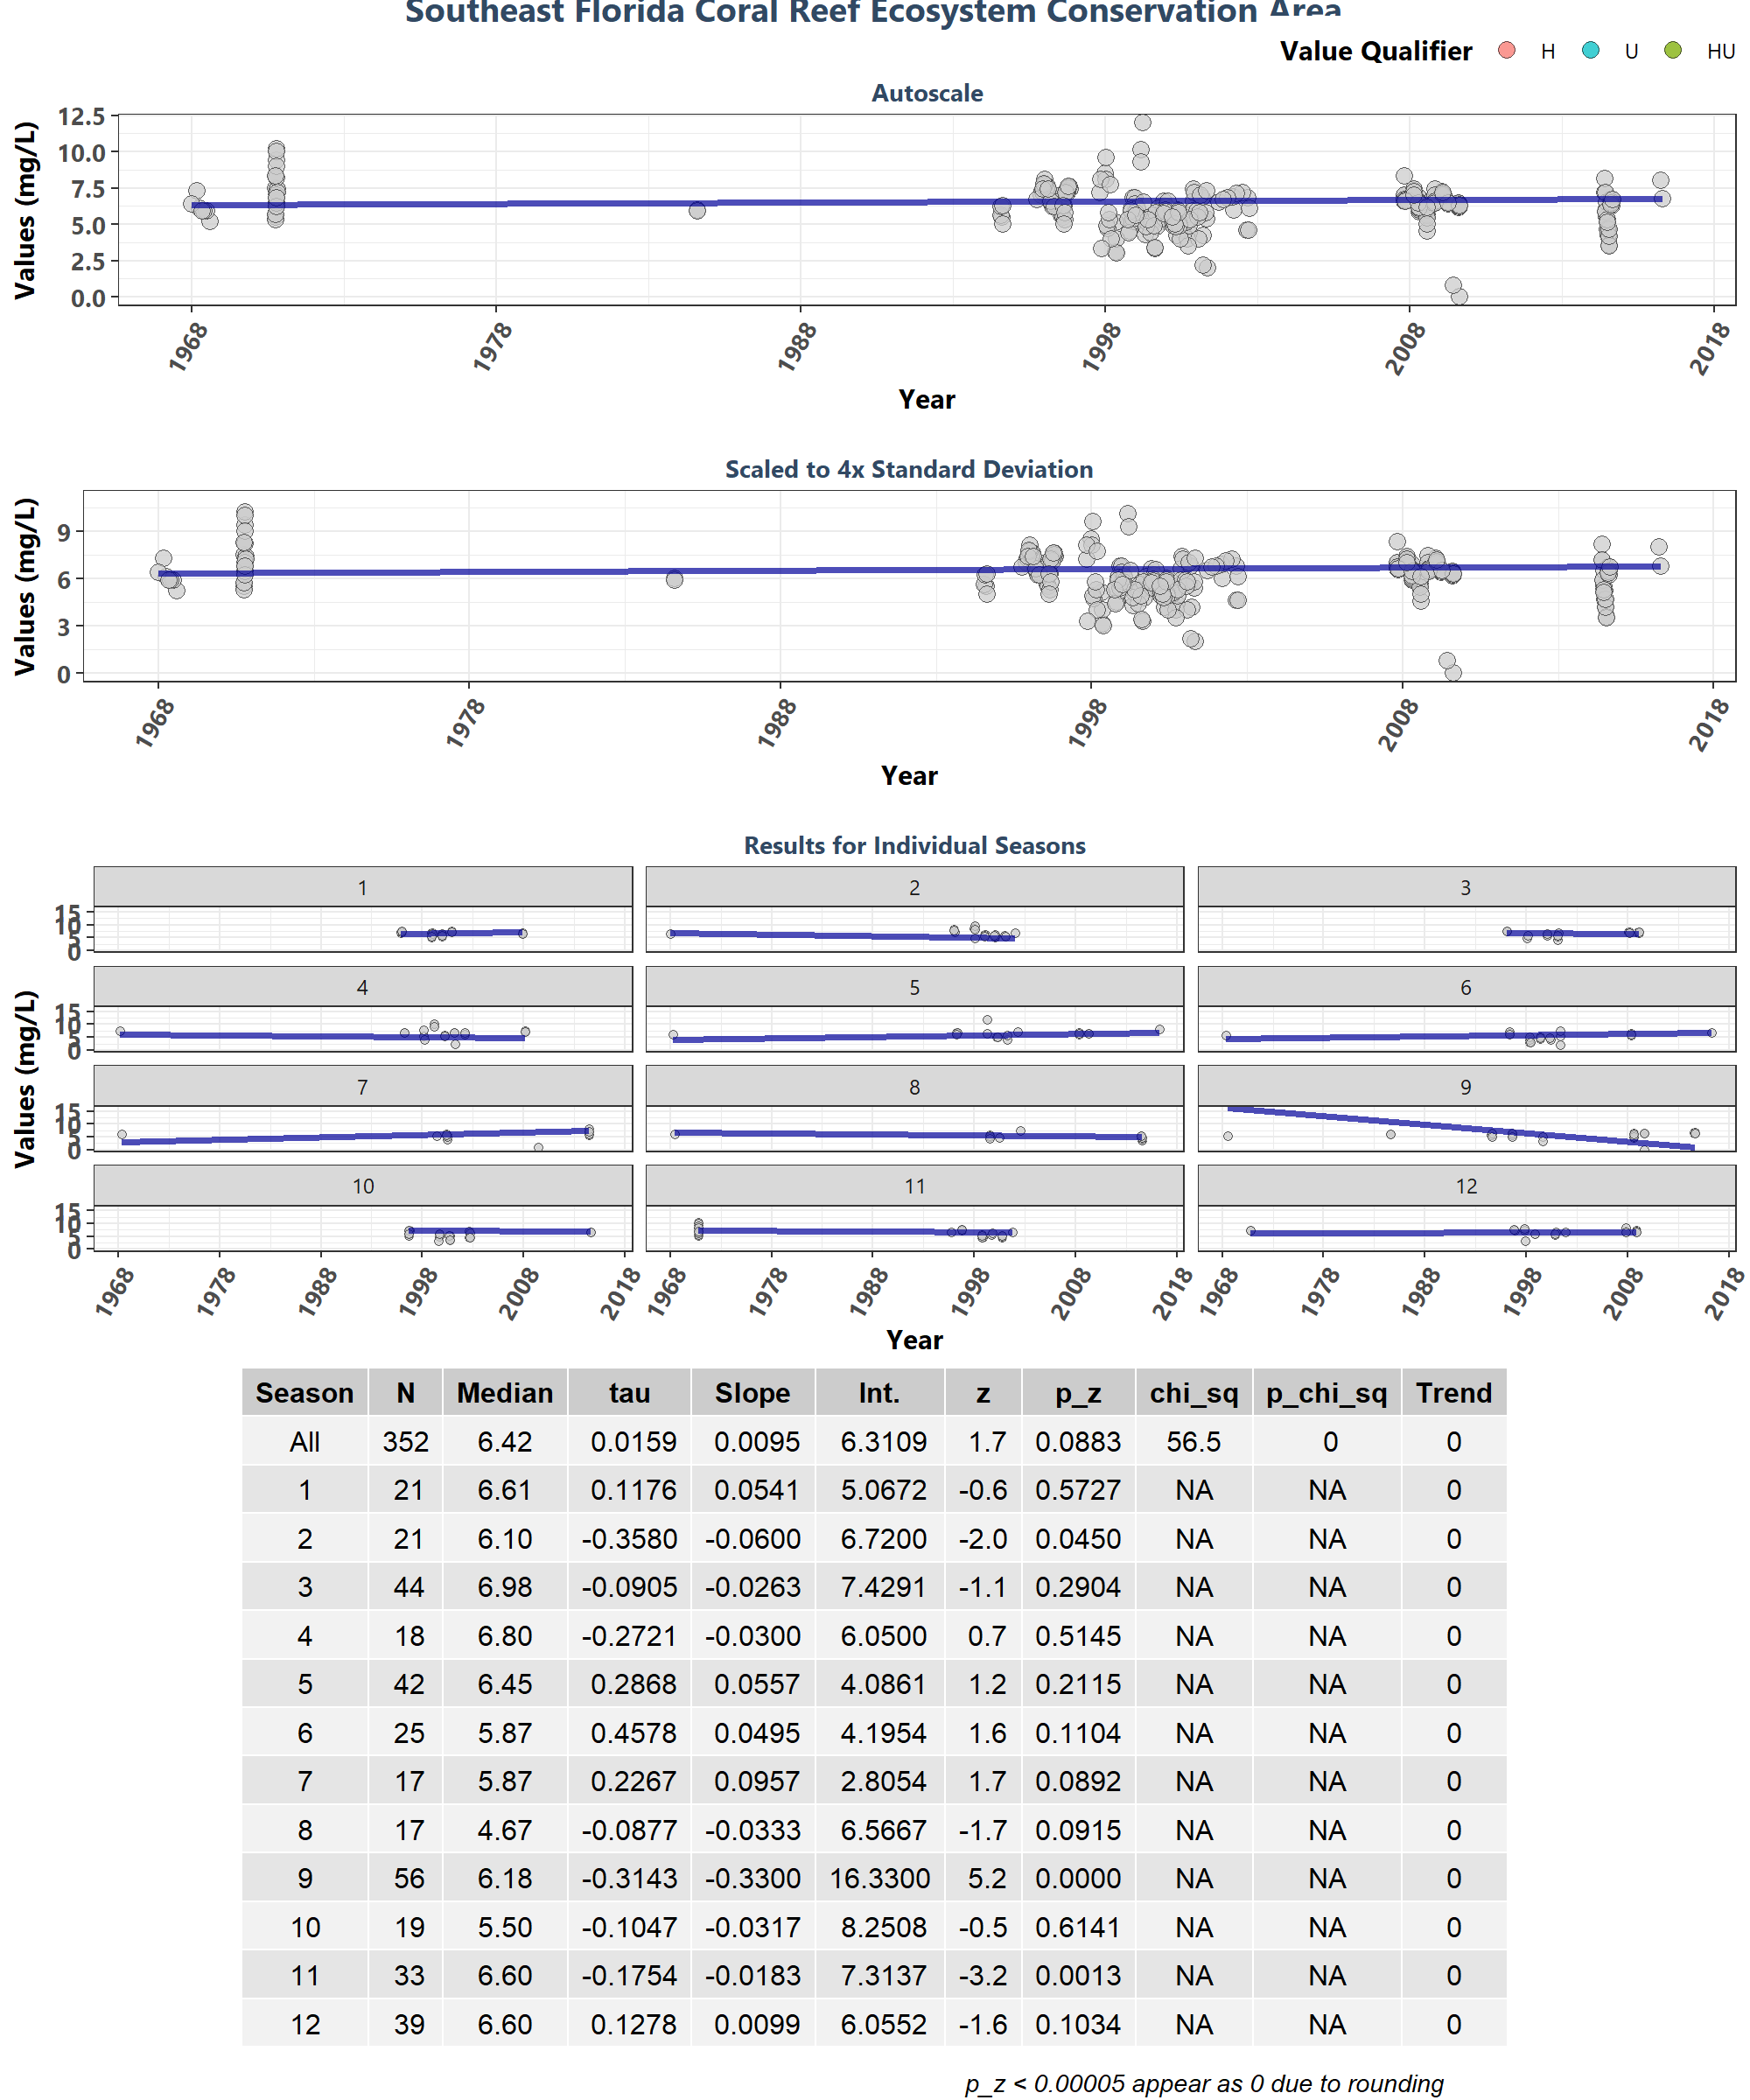 Southeast Florida Coral Reef Ecosystem Conservation Area
Value Qualifier H U HU
Autoscale
Values (mg/L)
12.5
10.0
7.5
5.0
2.5
0.0
1968 1978 1988 1998 2008 2018
Year
Scaled to 4x Standard Deviation
Values (mg/L)
9
6
3
0
1968 1978 1988 1998 2008 2018
Year
Results for Individual Seasons
Values (mg/L)
1 2 3
15
10
5
0
4 5 6
15
10
5
0
7 8 9
15
10
5
0
10 11 12
15
10
5
0
1968 1978 1988 1998 2008 2018 1968 1978 1988 1998 2008 2018 1968 1978 1988 1998 2008 2018
Year
Season N Median tau Slope Int. z p_z chi_sq p_chi_sq Trend
All 352 6.42 0.0159 0.0095 6.3109 1.7 0.0883 56.5 0 0
1 21 6.61 0.1176 0.0541 5.0672 -0.6 0.5727 NA NA 0
2 21 6.10 -0.3580 -0.0600 6.7200 -2.0 0.0450 NA NA 0
3 44 6.98 -0.0905 -0.0263 7.4291 -1.1 0.2904 NA NA 0
4 18 6.80 -0.2721 -0.0300 6.0500 0.7 0.5145 NA NA 0
5 42 6.45 0.2868 0.0557 4.0861 1.2 0.2115 NA NA 0
6 25 5.87 0.4578 0.0495 4.1954 1.6 0.1104 NA NA 0
7 17 5.87 0.2267 0.0957 2.8054 1.7 0.0892 NA NA 0
8 17 4.67 -0.0877 -0.0333 6.5667 -1.7 0.0915 NA NA 0
9 56 6.18 -0.3143 -0.3300 16.3300 5.2 0.0000 NA NA 0
10 19 5.50 -0.1047 -0.0317 8.2508 -0.5 0.6141 NA NA 0
11 33 6.60 -0.1754 -0.0183 7.3137 -3.2 0.0013 NA NA 0
12 39 6.60 0.1278 0.0099 6.0552 -1.6 0.1034 NA NA 0
p_z < 0.00005 appear as 0 due to rounding